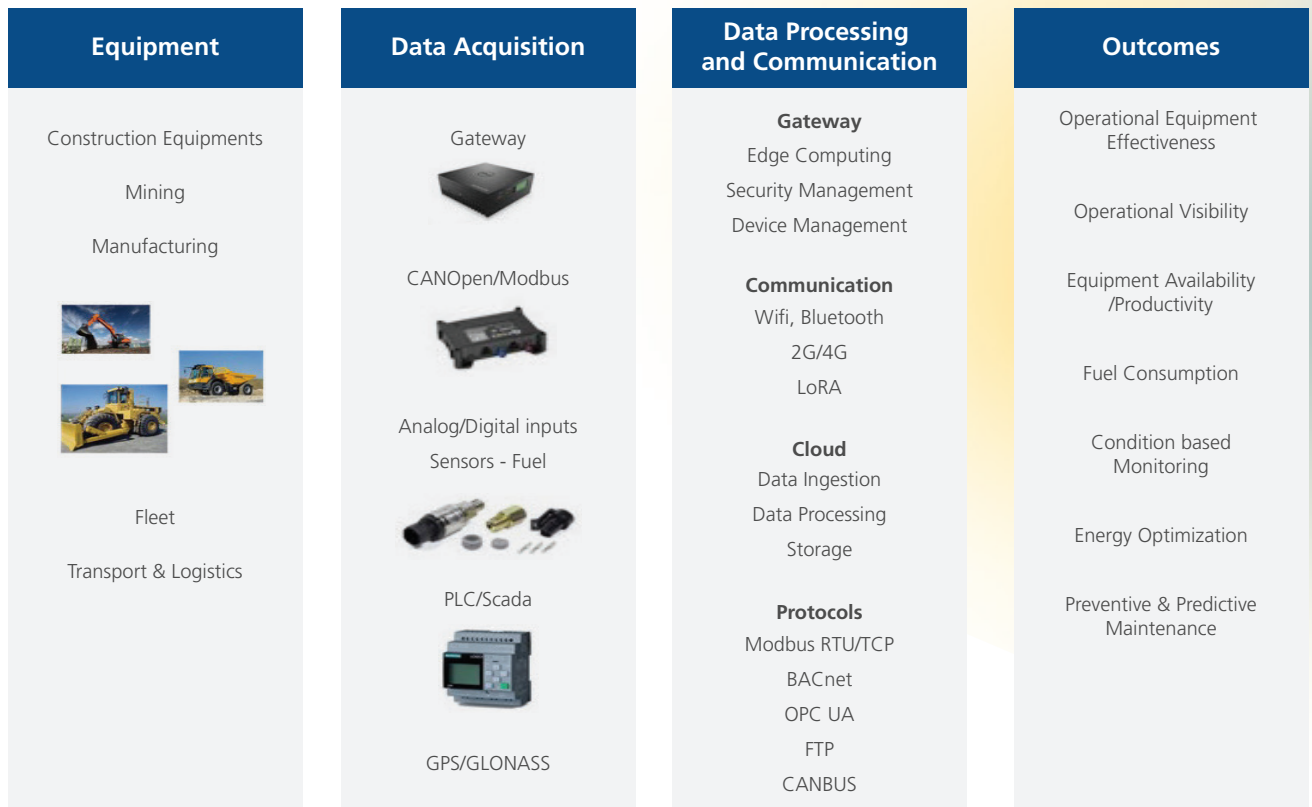 Equipment
Construction Equipments
Mining
Manufacturing
Fleet
Transport & Logistics
Data Acquisition
Gateway
CANOpen/Modbus
Analog/Digital inputs
Sensors - Fuel
PLC/Scada
GPS/GLONASS
Data Processing
and Communication
Gateway
Edge Computing
Security Management
Device Management
Communication
Wifi, Bluetooth
2G/4G
LoRA
Cloud
Data Ingestion
Data Processing
Storage
Protocols
Modbus RTU/TCP
BACnet
OPC UA
FTP
CANBUS
Outcomes
Operational Equipment
Effectiveness
Operational Visibility
Equipment Availability
/Productivity
Fuel Consumption
Condition based
Monitoring
Energy Optimization
Preventive & Predictive
Maintenance